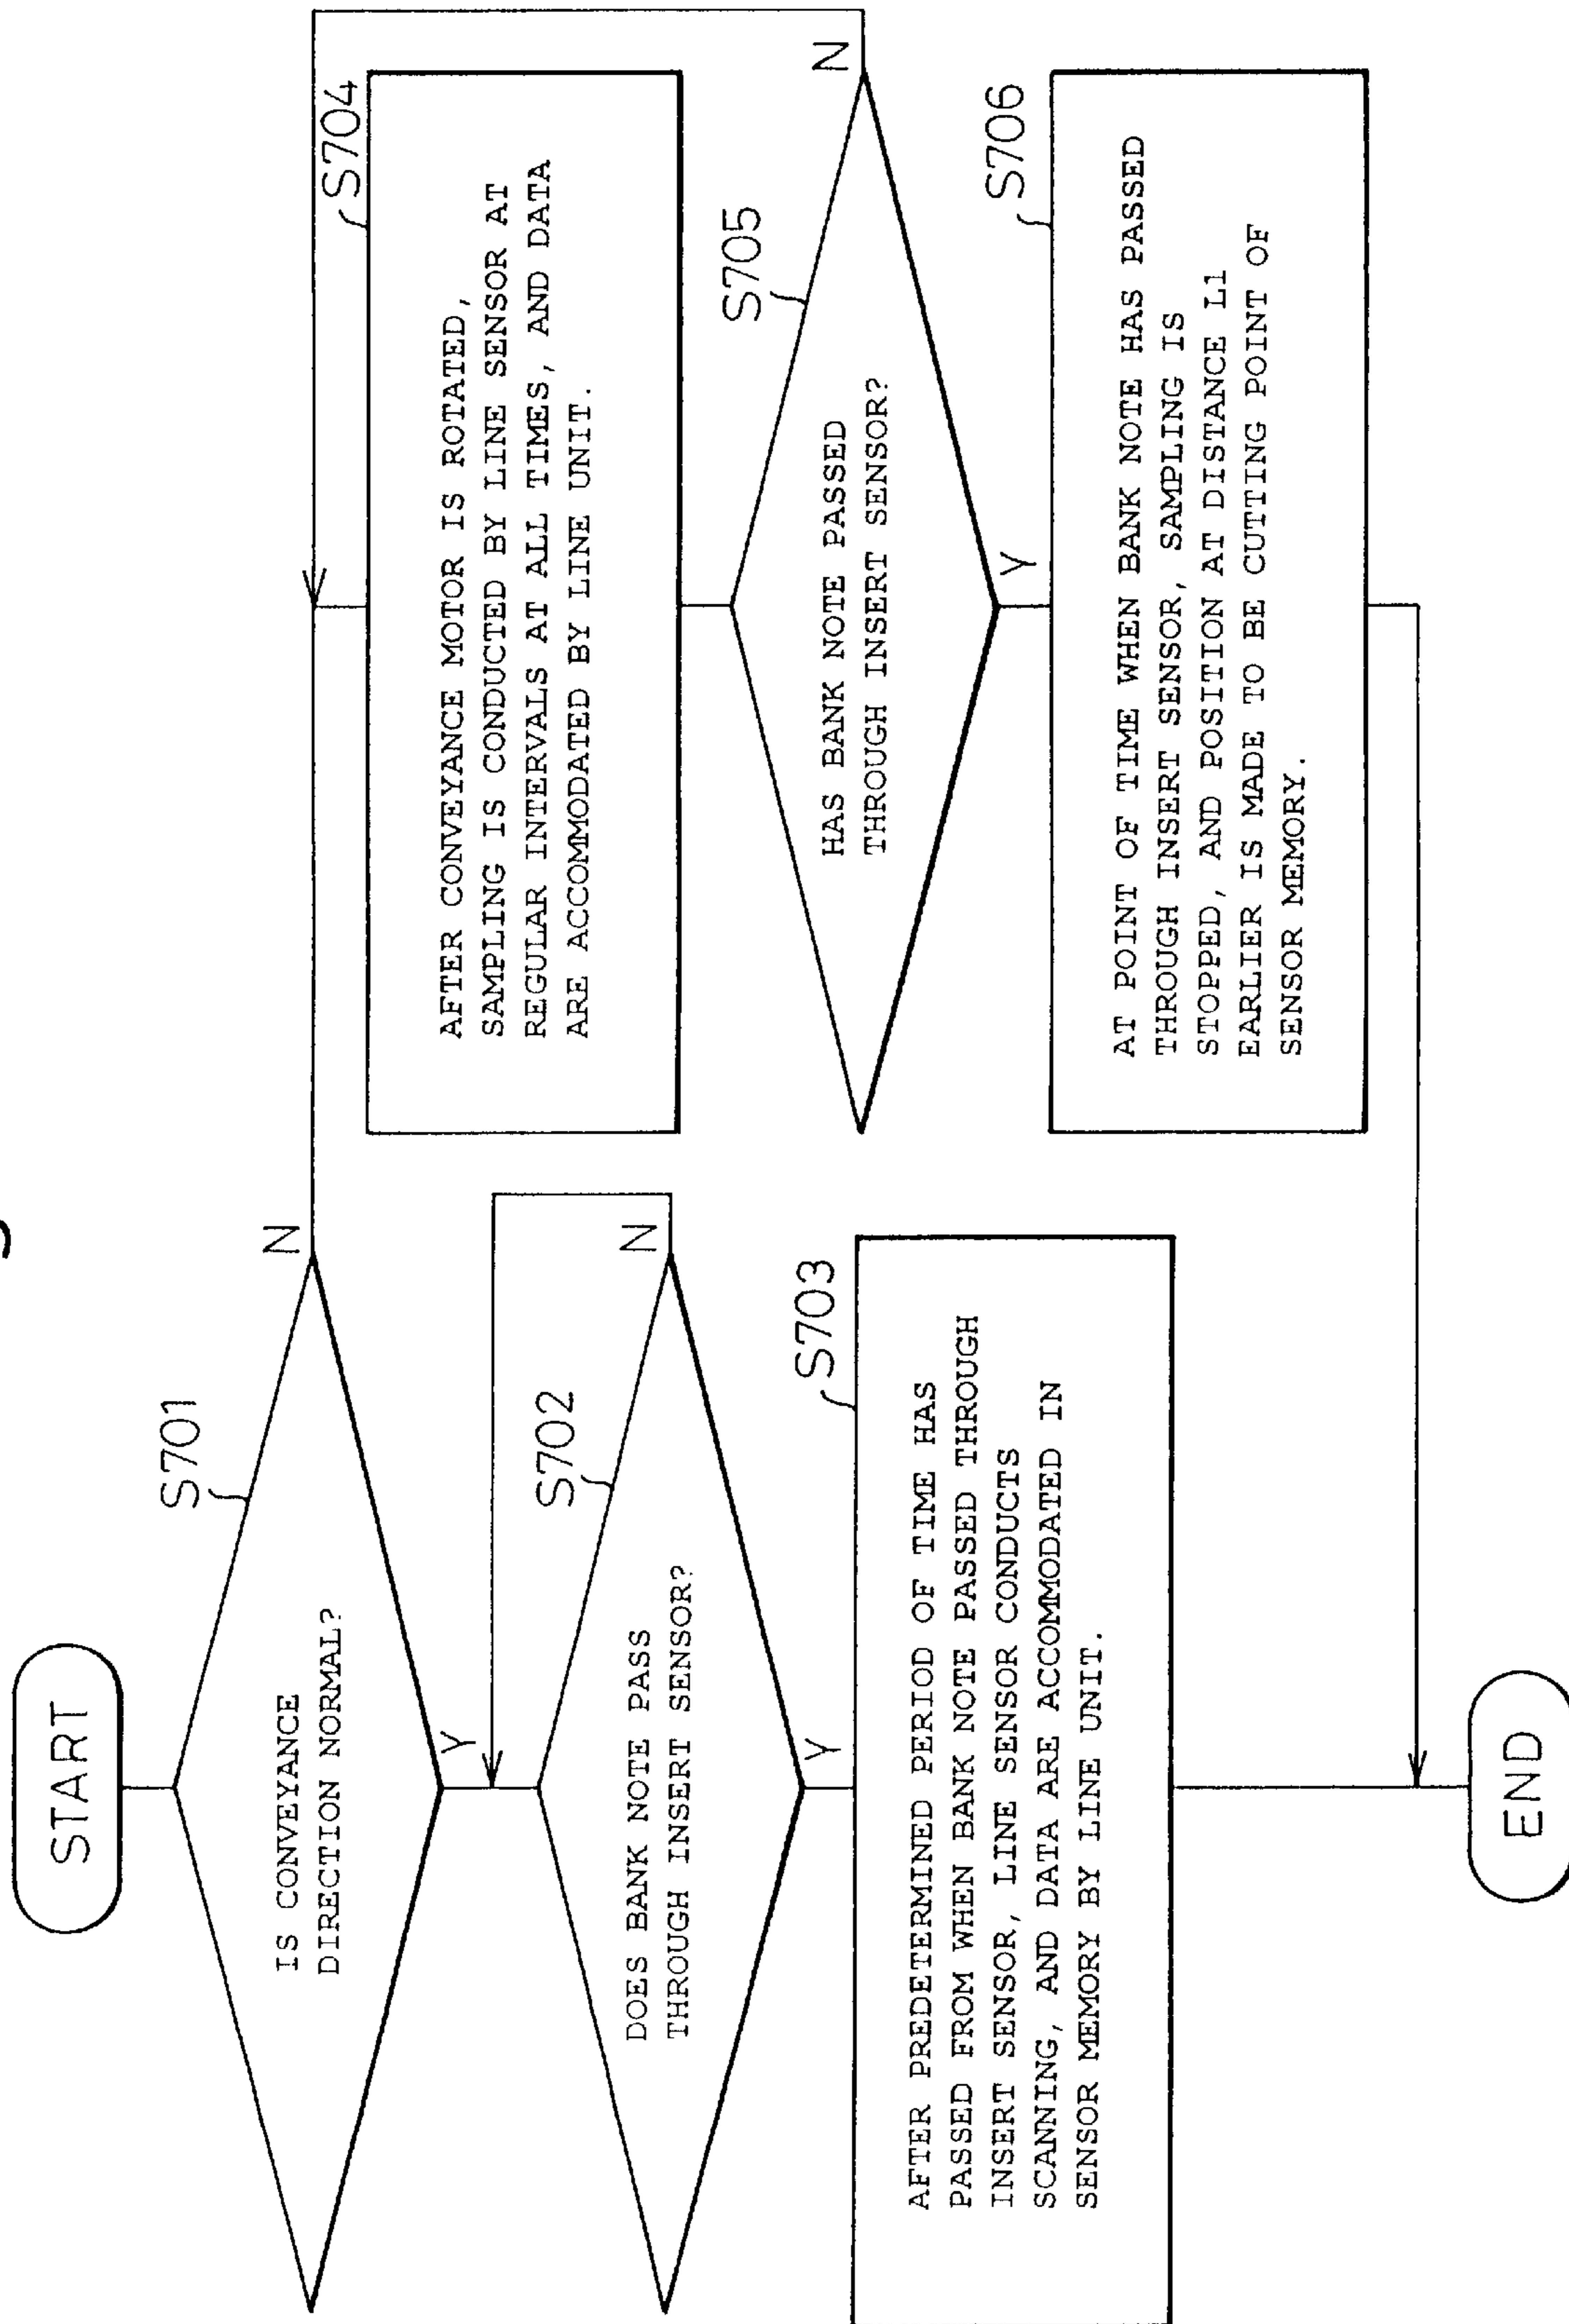 START
S701
IS CONVEYANCE
DIRECTION NORMAL?
N
Y
S702
DOES BANK NOTE PASS
THROUGH INSERT SENSOR?
N
Y
S703
AFTER PREDETERMINED PERIOD OF TIME HAS
PASSED FROM WHEN BANK NOTE PASSED THROUGH
INSERT SENSOR, LINE SENSOR CONDUCTS
SCANNING, AND DATA ARE ACCOMMODATED IN
SENSOR MEMORY BY LINE UNIT.
S704
AFTER CONVEYANCE MOTOR IS ROTATED,
SAMPLING IS CONDUCTED BY LINE SENSOR AT
REGULAR INTERVALS AT ALL TIMES, AND DATA
ARE ACCOMMODATED BY LINE UNIT.
S705
HAS BANK NOTE PASSED
THROUGH INSERT SENSOR?
N
Y
S706
AT POINT OF TIME WHEN BANK NOTE HAS PASSED
THROUGH INSERT SENSOR, SAMPLING IS
STOPPED, AND POSITION AT DISTANCE L1
EARLIER IS MADE TO BE CUTTING POINT OF
SENSOR MEMORY.
END